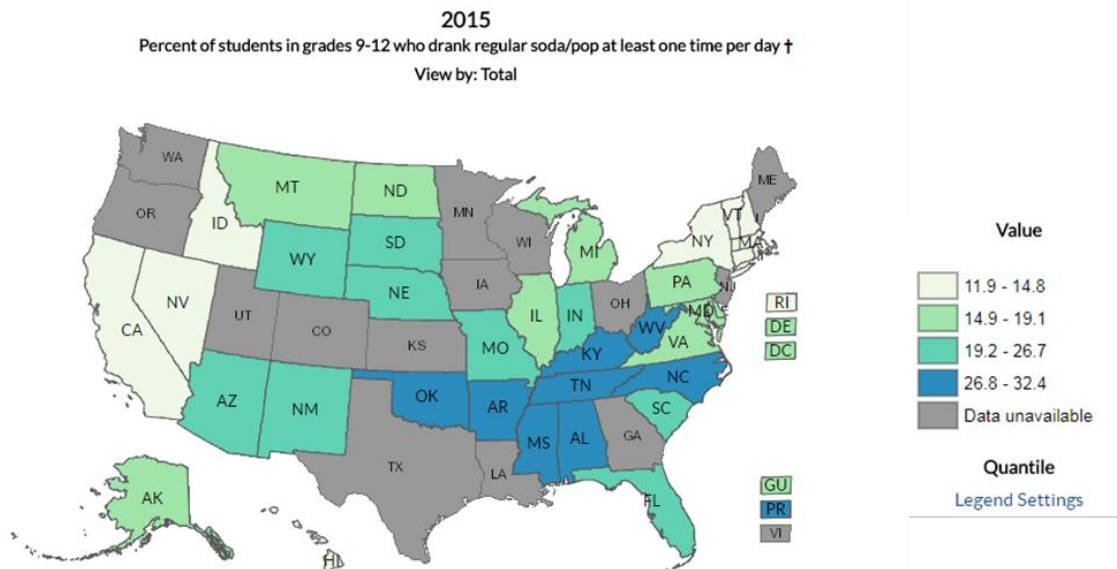 2015
Percent of students in grades 9-12 who drank regular soda/pop at least one time per day †
View by: Total
WA
ME
MT
ND
MN
OR
VT
ID
WI
NY
MA
SD
MI
WY
IA
PA
NJ
NE
NV
OH
IL
IN
MD
UT
CO
WV
CA
KS
MO
VA
KY
NC
TN
AZ
OK
NM
AR
SC
MS
AL
GA
TX
LA
AK
FL
HI
RI
DE
DC
GU
PR
VI
Value
11.9 - 14.8
14.9 - 19.1
19.2 - 26.7
26.8 - 32.4
Data unavailable
Quantile
Legend Settings